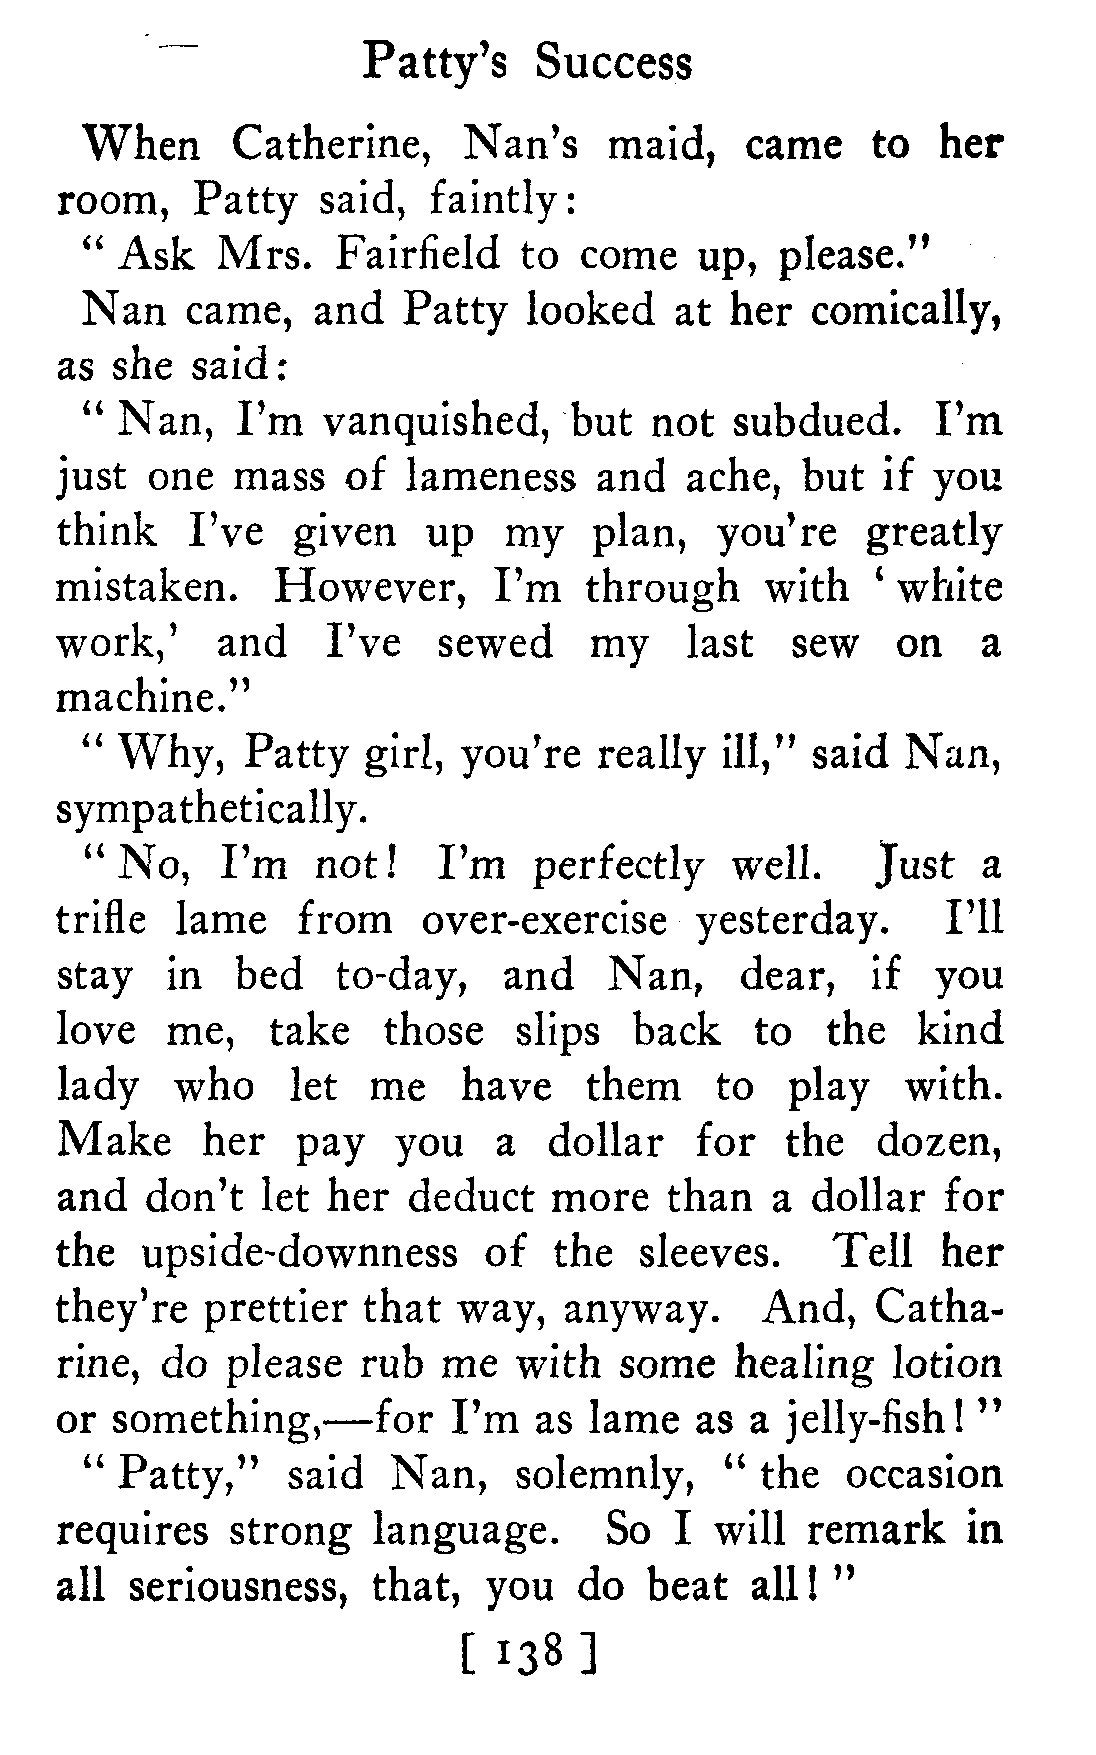 Patty's Success
When Catherine, Nan's maid, came to her
room, Patty said, faintly:
" Ask Mrs. Fairfield to come up, please."
Nan came, and Patty looked at her comically,
as she said:
" Nan, I'm vanquished, but not subdued. I'm
just one mass of lameness and ache, but if you
think I've given up my plan, you're greatly
mistaken. However, I'm through with ' white
work,' and I've sewed my last sew on a
machine."
" Why, Patty girl, you're really ill," said Nan,
sympathetically.
" No, I'm not! I'm perfectly well. Just a
trifle lame from over-exercise yesterday. I'll
stay in bed to-day, and Nan, dear, if you
love me, take those slips back to the kind
lady who let me have them to play with.
Make her pay you a dollar for the dozen,
and don't let her deduct more than a dollar for
the upside-downness of the sleeves. Tell her
they're prettier that way, anyway. And, Catha-
rine, do please rub me with some healing lotion
or something,—for I'm as lame as a jelly-fish! "
" Patty," said Nan, solemnly, " the occasion
requires strong language. So I will remark in
all seriousness, that, you do beat all! "
[ 138 ]